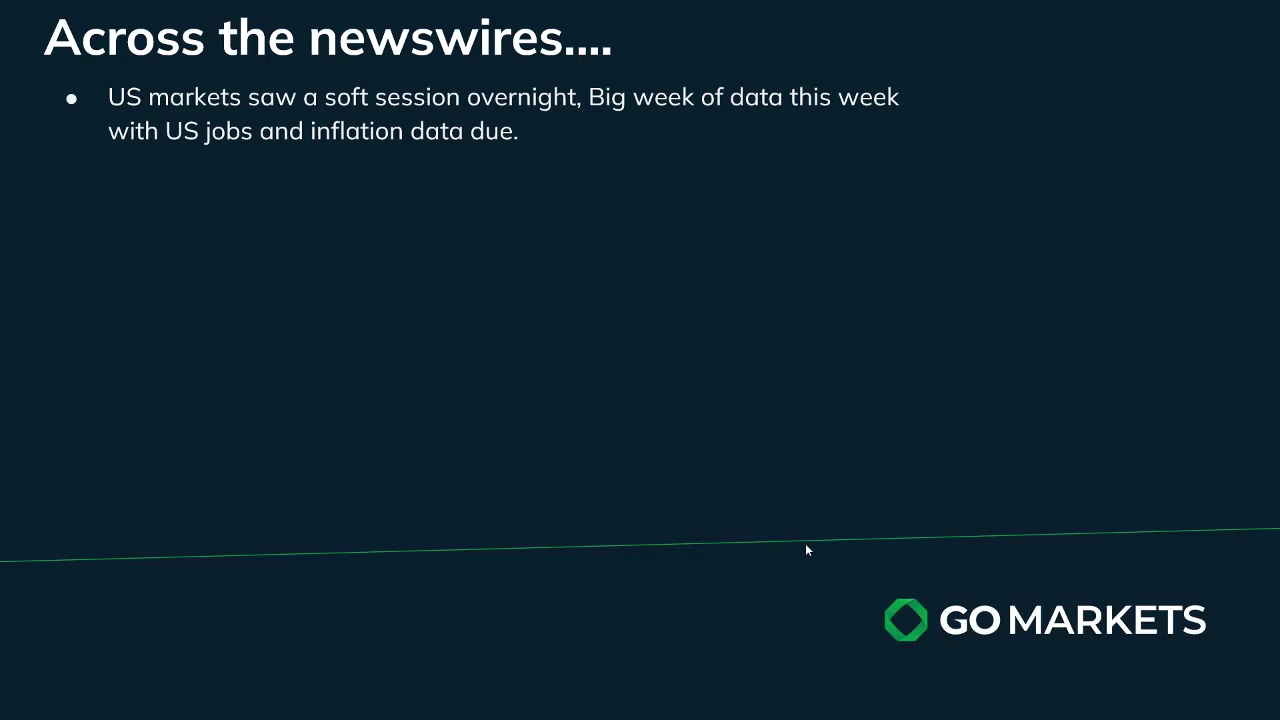 Across the newswires....
● US markets saw a soft session overnight, Big week of data this week
with US jobs and inflation data due.
GO MARKETS